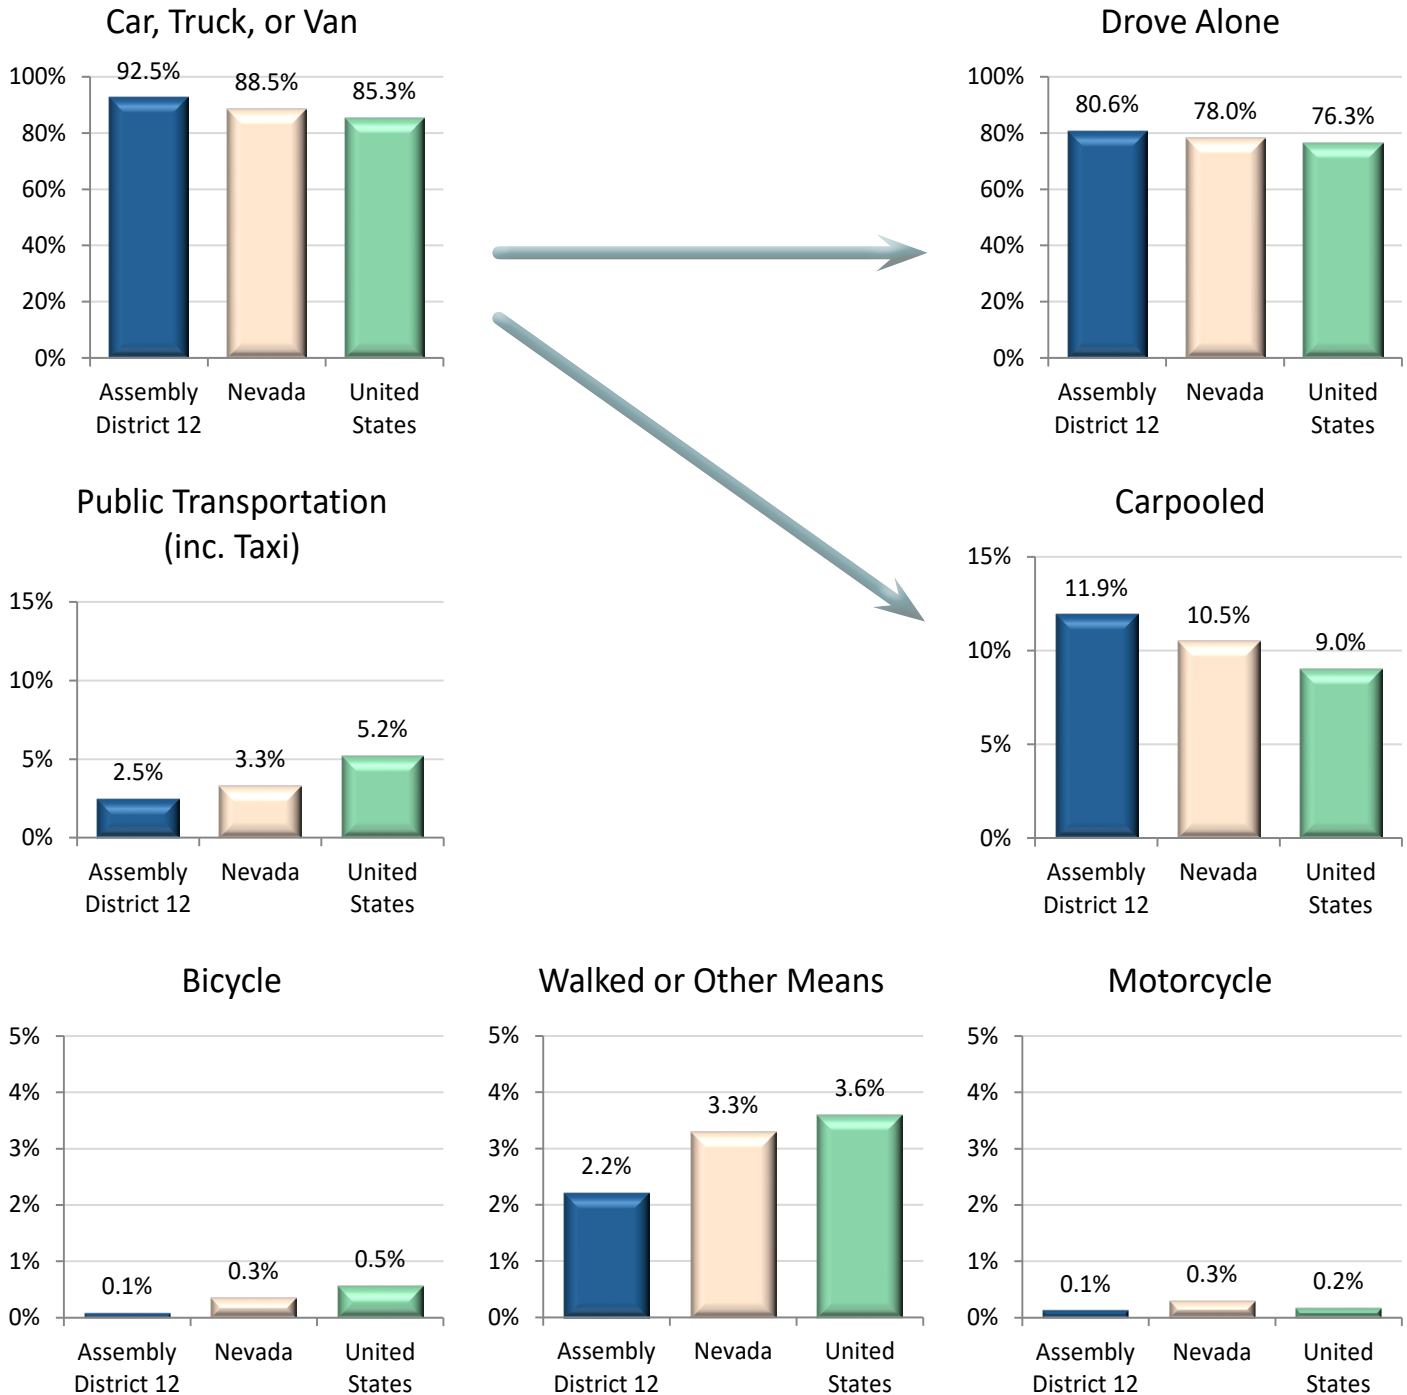 Car, Truck, or Van
100%
80%
60%
40%
20%
0%
92.5%
88.5%
85.3%
Assembly
District 12
Nevada
United
States
Drove Alone
100%
80%
60%
40%
20%
0%
80.6%
78.0%
76.3%
Assembly
District 12
Nevada
United
States
Public Transportation
(inc. Taxi)
15%
10%
5%
0%
2.5%
3.3%
5.2%
Assembly
District 12
Nevada
United
States
Carpooled
15%
10%
5%
0%
11.9%
10.5%
9.0%
Assembly
District 12
Nevada
United
States
Bicycle
5%
4%
3%
2%
1%
0%
0.1%
0.3%
0.5%
Assembly
District 12
Nevada
United
States
Walked or Other Means
5%
4%
3%
2%
1%
0%
2.2%
3.3%
3.6%
Assembly
District 12
Nevada
United
States
Motorcycle
5%
4%
3%
2%
1%
0%
0.1%
0.3%
0.2%
Assembly
District 12
Nevada
United
States